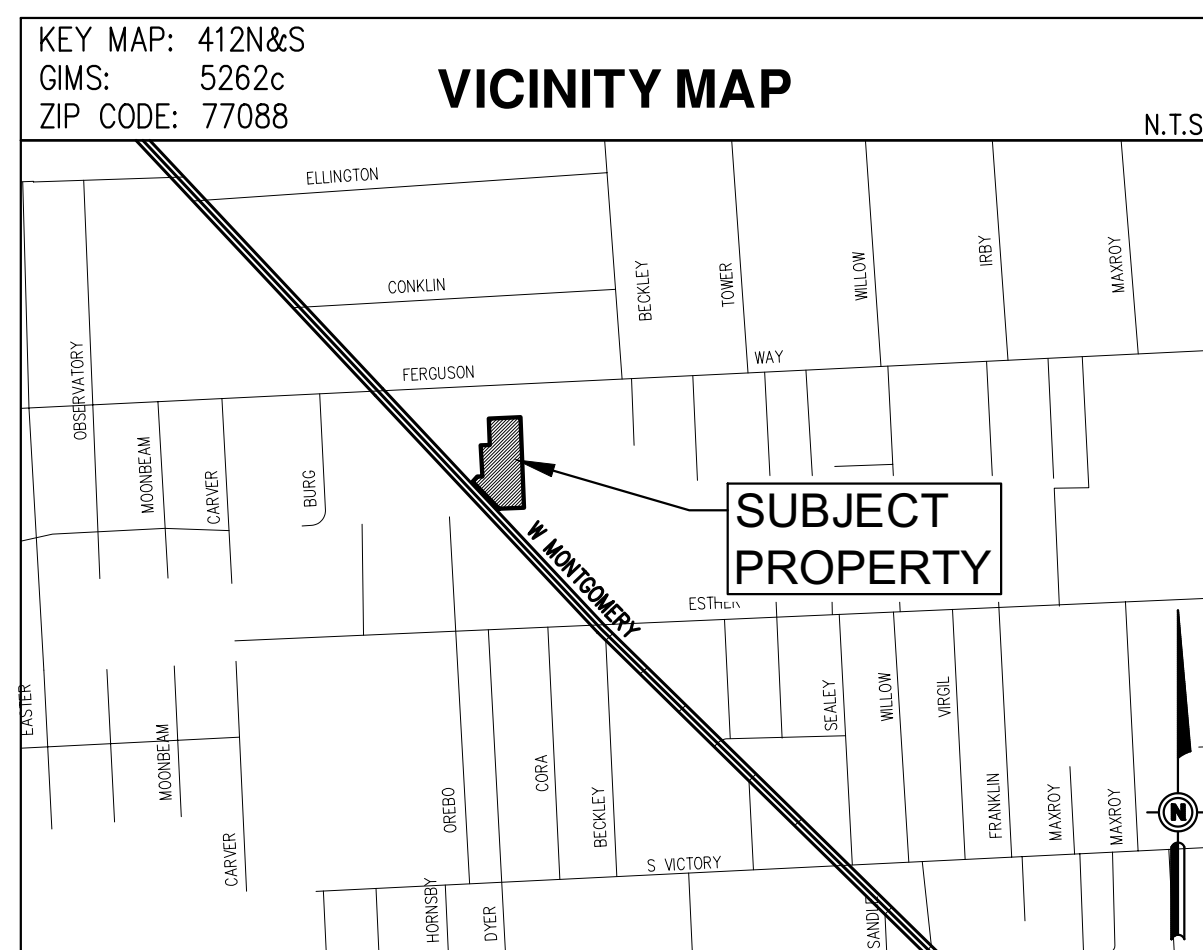 KEY MAP: 412N&S
GIMS: 5262c
ZIP CODE: 77088
VICINITY MAP
N.T.S
ELLINGTON
CONKLIN
BECKLEY
TOWER
WILLOW
IRBY
MAXROY
FERGUSON
WAY
OBSERVATORY
MOONBEAM
CARVER
BURG
SUBJECT
PROPERTY
W MONTGOMERY
EASTER
MOONBEAM
CARVER
OREBO
CORA
BECKLEY
SEALEY
WILLOW
VIRGIL
FRANKLIN
MAXROY
MAXROY
N
S VICTORY
HORNSBY
DYER